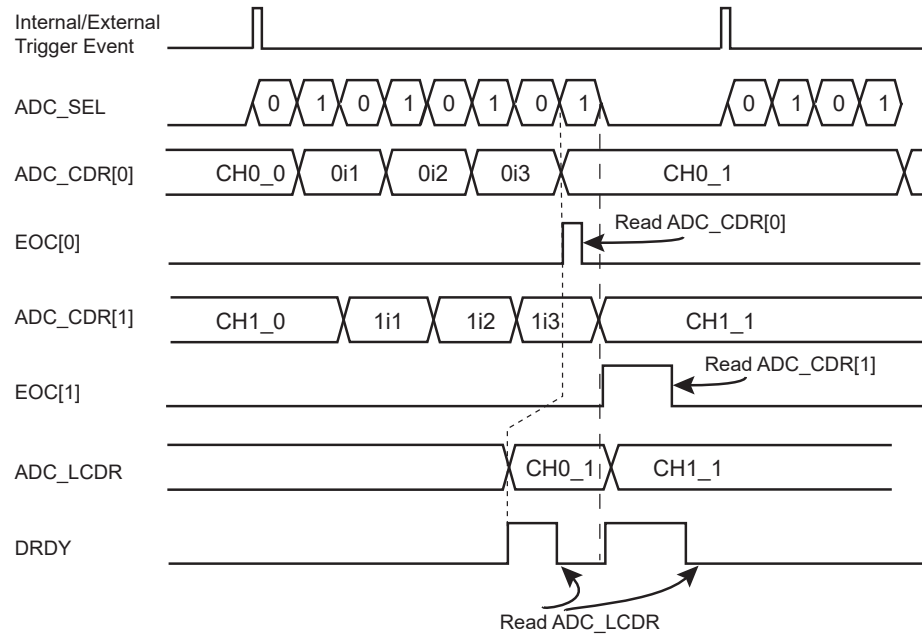 Internal/External
Trigger Event
ADC_SEL
0 1 0 1 0 1 0 1 0 1 0 1
ADC_CDR[0]
CH0_0 0i1 0i2 0i3 CH0_1
EOC[0]
Read ADC_CDR[0]
ADC_CDR[1]
CH1_0 1i1 1i2 1i3 CH1_1
EOC[1]
Read ADC_CDR[1]
ADC_LCDR
CH0_1 CH1_1
DRDY
Read ADC_LCDR